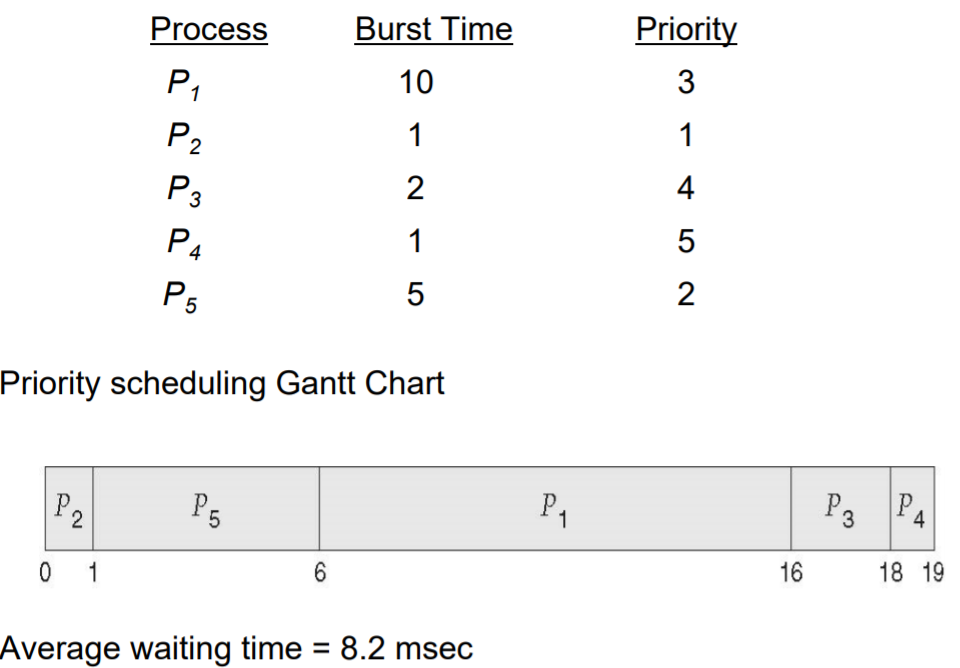 Process Burst Time Priority
P1 10 3
P2 1 1
P3 2 4
P4 1 5
P5 5 2
Priority scheduling Gantt Chart
P2 P5 P1 P3 P4
0 1 6 16 18 19
Average waiting time = 8.2 msec